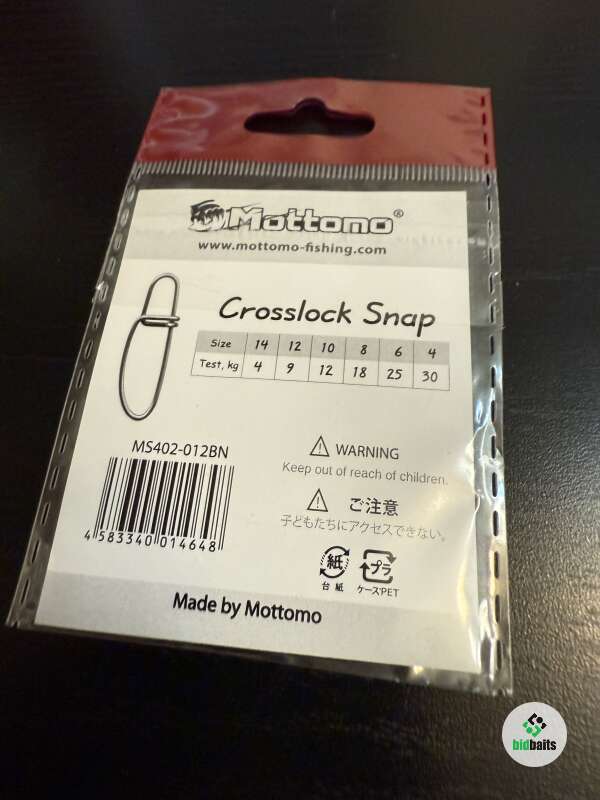 Mottomo®
www.mottomo-fishing.com
Crosslock Snap
Size 14 12 10 8 6 4
Test, kg 4 9 12 18 25 30
MS402-012BN
WARNING
Keep out of reach of children.
ご注意
子どもたちにアクセスできない。
4 583340 014648
紙
台紙
プラ
ケースPET
Made by Mottomo
bidbaits